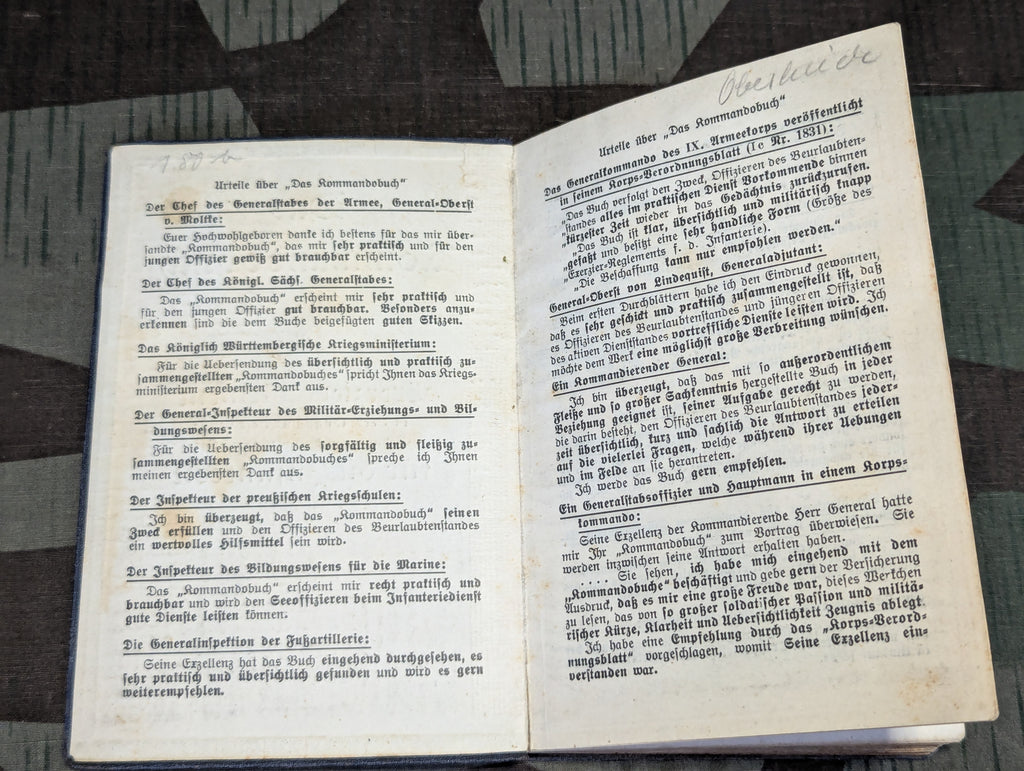 1.80 M
Urteile über „Das Kommandobuch“
Der Chef des Generalstabes der Armee, General-Oberst
v. Moltke:
Euer Hochwohlgeboren danke ich bestens für das mir über-
sandte „Kommandobuch“, das mir sehr praktisch und für den
jungen Offizier gewiß gut brauchbar erscheint.
Der Chef des Königl. Sächs. Generalstabes:
Das „Kommandobuch“ erscheint mir sehr praktisch und
für den jungen Offizier gut brauchbar. Besonders anzu-
erkennen sind die dem Buche beigefügten guten Skizzen.
Das Königlich Württembergische Kriegsministerium:
Für die Uebersendung des übersichtlich und praktisch zu-
sammengestellten „Kommandobuches“ spricht Ihnen das Kriegs-
ministerium ergebensten Dank aus.
Der General-Inspekteur des Militär-Erziehungs- und Bil-
dungswesens:
Für die Uebersendung des sorgfältig und fleißig zu-
sammengestellten „Kommandobuches“ spreche ich Ihnen
meinen ergebensten Dank aus.
Der Inspekteur der preußischen Kriegsschulen:
Ich bin überzeugt, daß das „Kommandobuch“ seinen
Zweck erfüllen und den Offizieren des Beurlaubtenstandes
ein wertvolles Hilfsmittel sein wird.
Der Inspekteur des Bildungswesens für die Marine:
Das „Kommandobuch“ erscheint mir recht praktisch und
brauchbar und wird den Seeoffizieren beim Infanteriedienst
gute Dienste leisten können.
Die Generalinspektion der Fußartillerie:
Seine Exzellenz hat das Buch eingehend durchgesehen, es
sehr praktisch und übersichtlich gefunden und wird es gern
weiterempfehlen.
Urteile über „Das Kommandobuch“
Das Generalkommando des IX. Armeekorps veröffentlicht
in seinem Korps-Verordnungsblatt (Ic Nr. 1831):
„Das Buch verfolgt den Zweck, Offizieren des Beurlaubten-
„standes alles im praktischen Dienst Vorkommende binnen
„kürzester Zeit wieder in das Gedächtnis zurückzurufen.
„Das Buch ist klar, übersichtlich und militärisch knapp
„gefaßt und besitzt eine sehr handliche Form (Größe des
„Exerzier-Reglements f. d. Infanterie).
„Die Beschaffung kann nur empfohlen werden.“
General-Oberst von Lindequist, Generaladjutant:
Beim ersten Durchblättern habe ich den Eindruck gewonnen,
daß es sehr geschickt und praktisch zusammengestellt ist, daß
es den Offizieren des Beurlaubtenstandes und jüngeren Offizieren
des aktiven Dienststandes vortreffliche Dienste leisten wird. Ich
möchte dem Werk eine möglichst große Verbreitung wünschen.
Ein Kommandierender General:
Ich bin überzeugt, daß das mit so außerordentlichem
Fleiße und so großer Sachkenntnis hergestellte Buch in jeder
Beziehung geeignet ist, seiner Aufgabe gerecht zu werden,
die darin besteht, den Offizieren des Beurlaubtenstandes jeder-
zeit übersichtlich, kurz und sachlich die Antwort zu erteilen
auf die vielerlei Fragen, welche während ihrer Uebungen
und im Felde an sie herantreten.
Ich werde das Buch gern empfehlen.
Ein Generalstabsoffizier und Hauptmann in einem Korps-
kommando:
Seine Exzellenz der Kommandierende Herr General hatte
mir Ihr „Kommandobuch“ zum Vortrag überwiesen. Sie
werden inzwischen seine Antwort erhalten haben.
. . . . Sie sehen, ich habe mich eingehend mit dem
„Kommandobuche“ beschäftigt und gebe gern der Versicherung
Ausdruck, daß es mir eine große Freude war, dieses Werkchen
zu lesen, das von so großer soldatischer Passion und militä-
rischer Kürze, Klarheit und Uebersichtlichkeit Zeugnis ablegt.
Ich habe eine Empfehlung durch das „Korps-Verord-
nungsblatt“ vorgeschlagen, womit Seine Exzellenz ein-
verstanden war.